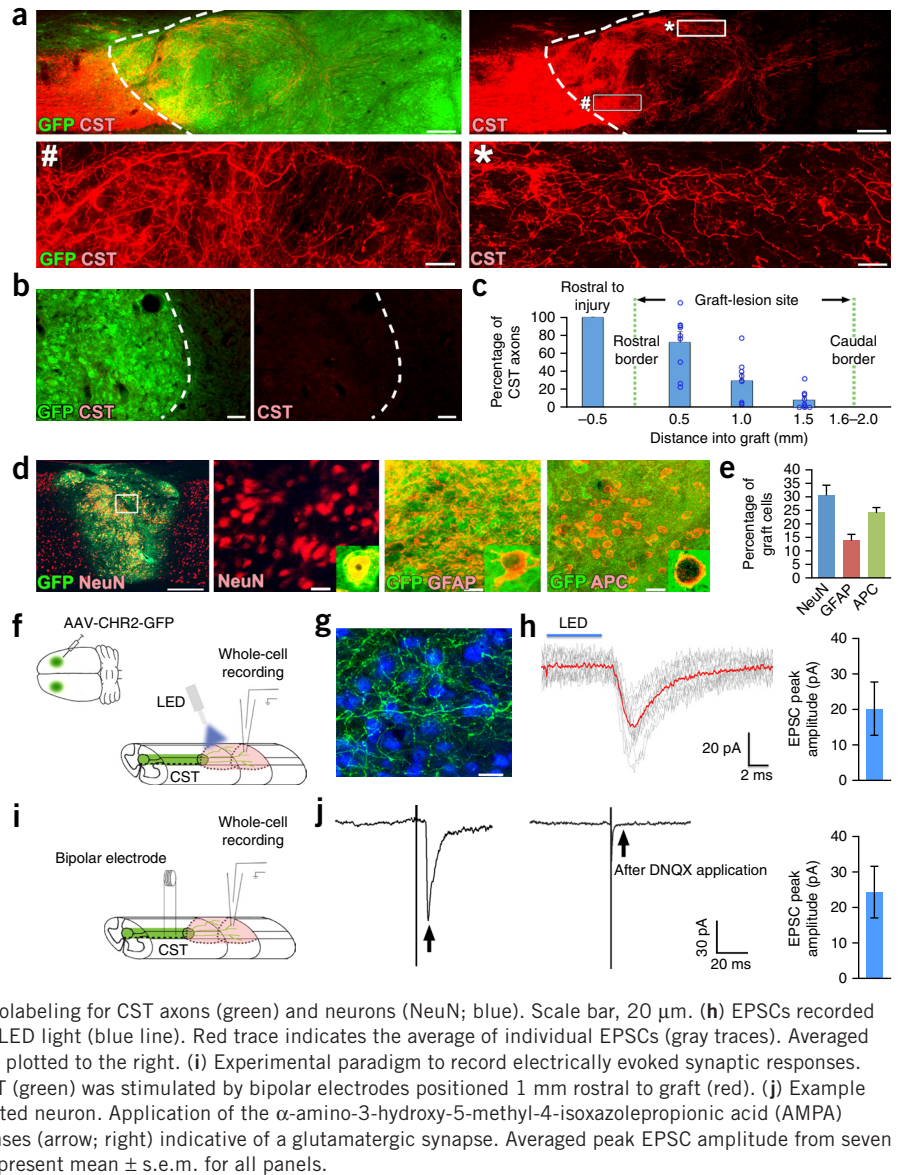 a
GFP CST
*
#
CST
#
GFP CST
*
CST
b
GFP CST
CST
c
Rostral to
injury
Graft-lesion site
Rostral
border
Caudal
border
Percentage of
CST axons
100
80
60
40
20
0
–0.5
0.5
1.0
1.5
1.6–2.0
Distance into graft (mm)
d
GFP NeuN
NeuN
GFP GFAP
GFP APC
e
Percentage of
graft cells
40
35
30
25
20
15
10
5
0
NeuN
GFAP
APC
f
AAV-CHR2-GFP
Whole-cell
recording
LED
CST
g
h
LED
20 pA
2 ms
EPSC peak
amplitude (pA)
40
30
20
10
0
i
Whole-cell
recording
Bipolar electrode
CST
j
After DNQX application
30 pA
20 ms
EPSC peak
amplitude (pA)
40
30
20
10
0
olabeling for CST axons (green) and neurons (NeuN; blue). Scale bar, 20 μm. (h) EPSCs recorded
LED light (blue line). Red trace indicates the average of individual EPSCs (gray traces). Averaged
plotted to the right. (i) Experimental paradigm to record electrically evoked synaptic responses.
T (green) was stimulated by bipolar electrodes positioned 1 mm rostral to graft (red). (j) Example
ted neuron. Application of the α-amino-3-hydroxy-5-methyl-4-isoxazolepropionic acid (AMPA)
ases (arrow; right) indicative of a glutamatergic synapse. Averaged peak EPSC amplitude from seven
present mean ± s.e.m. for all panels.